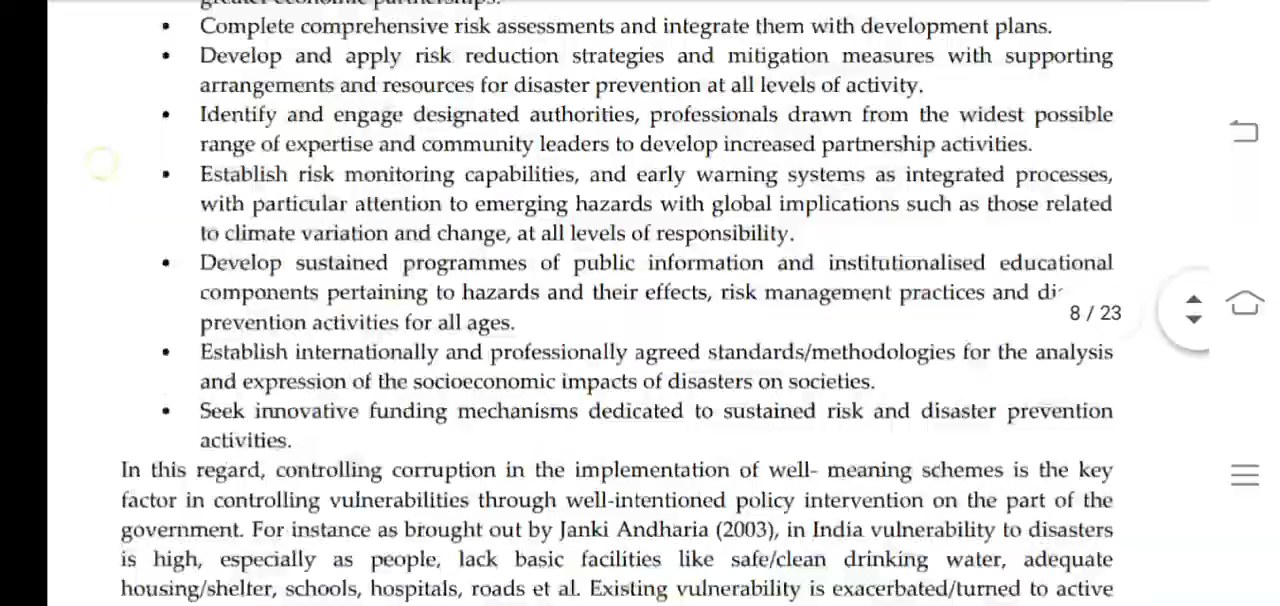 • Complete comprehensive risk assessments and integrate them with development plans.
• Develop and apply risk reduction strategies and mitigation measures with supporting
arrangements and resources for disaster prevention at all levels of activity.
• Identify and engage designated authorities, professionals drawn from the widest possible
range of expertise and community leaders to develop increased partnership activities.
• Establish risk monitoring capabilities, and early warning systems as integrated processes,
with particular attention to emerging hazards with global implications such as those related
to climate variation and change, at all levels of responsibility.
• Develop sustained programmes of public information and institutionalised educational
components pertaining to hazards and their effects, risk management practices and
8 / 23
prevention activities for all ages.
• Establish internationally and professionally agreed standards/methodologies for the analysis
and expression of the socioeconomic impacts of disasters on societies.
• Seek innovative funding mechanisms dedicated to sustained risk and disaster prevention
activities.
In this regard, controlling corruption in the implementation of well- meaning schemes is the key
factor in controlling vulnerabilities through well-intentioned policy intervention on the part of the
government. For instance as brought out by Janki Andharia (2003), in India vulnerability to disasters
is high, especially as people, lack basic facilities like safe/clean drinking water, adequate
housing/shelter, schools, hospitals, roads et al. Existing vulnerability is exacerbated/turned to active